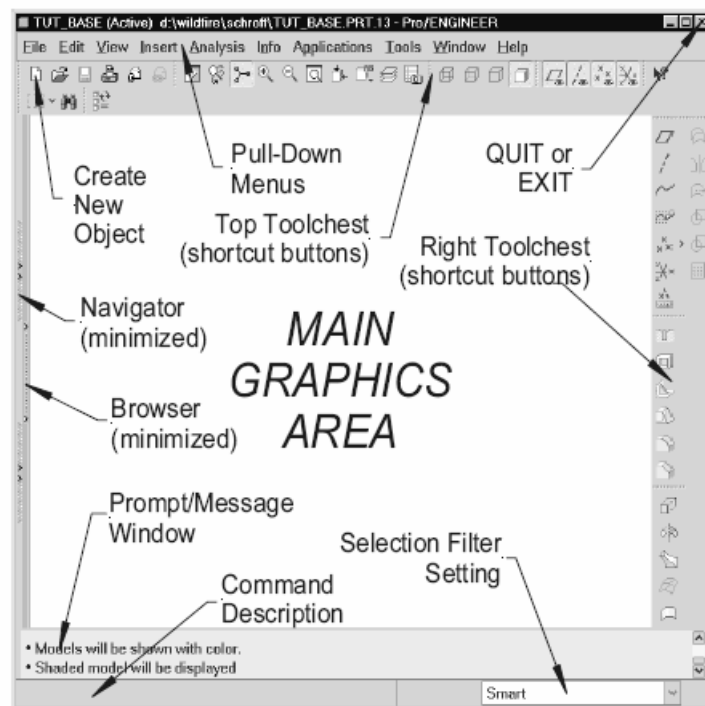 TUT_BASE (Active) d:\wildfire\schroff\TUT_BASE.PRT.13 - Pro/ENGINEER
File Edit View Insert Analysis Info Applications Tools Window Help
Create
New
Object
Pull-Down
Menus
QUIT or
EXIT
Top Toolchest
(shortcut buttons)
Right Toolchest
(shortcut buttons)
Navigator
(minimized)
MAIN
GRAPHICS
AREA
Browser
(minimized)
Prompt/Message
Window
Selection Filter
Setting
Command
Description
• Models will be shown with color.
• Shaded model will be displayed
Smart